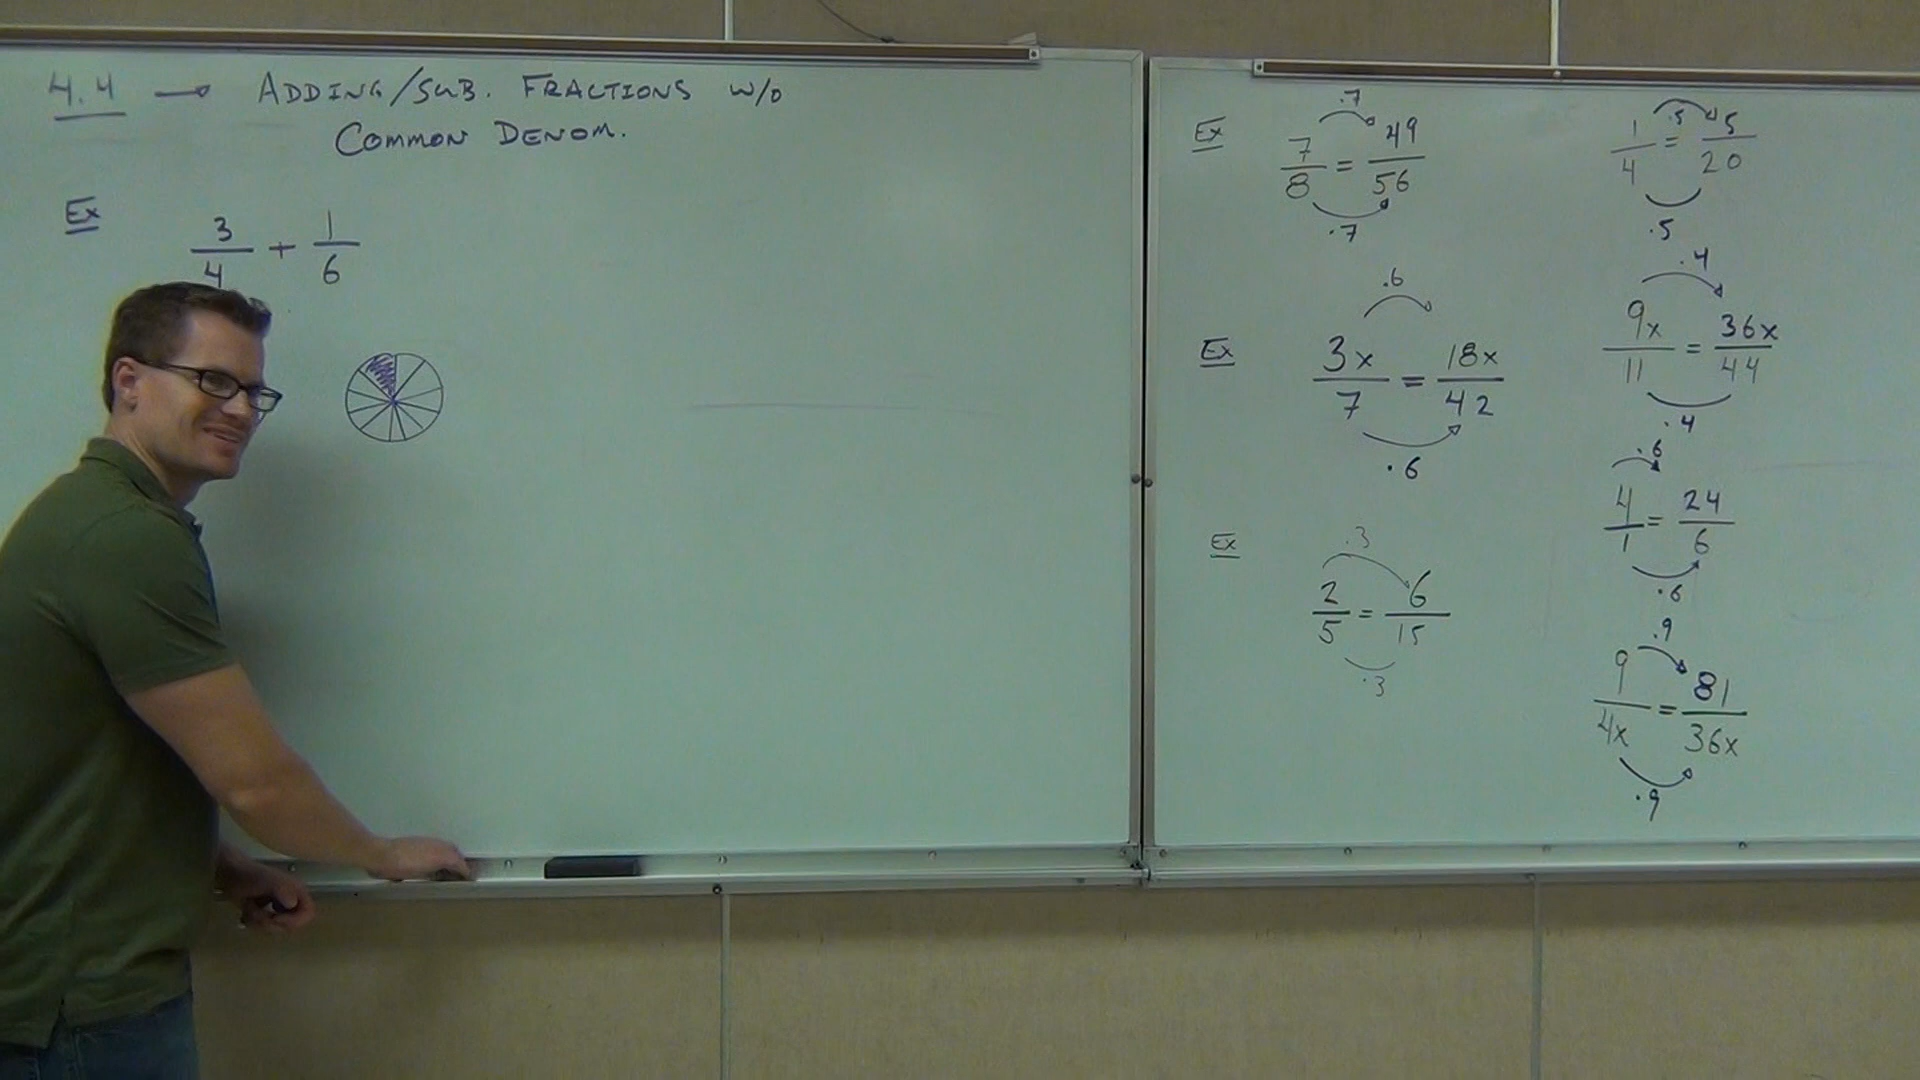 4.4 → ADDING/SUB. FRACTIONS W/O
COMMON DENOM.
Ex
3/4 + 1/6
Ex
.7
7/8 = 49/56
.7
.5
1/4 = 5/20
.5
Ex
.6
3x/7 = 18x/42
.6
.4
9x/11 = 36x/44
.4
.6
4/1 = 24/6
.6
Ex
.3
2/5 = 6/15
.3
.9
9/4x = 81/36x
.9